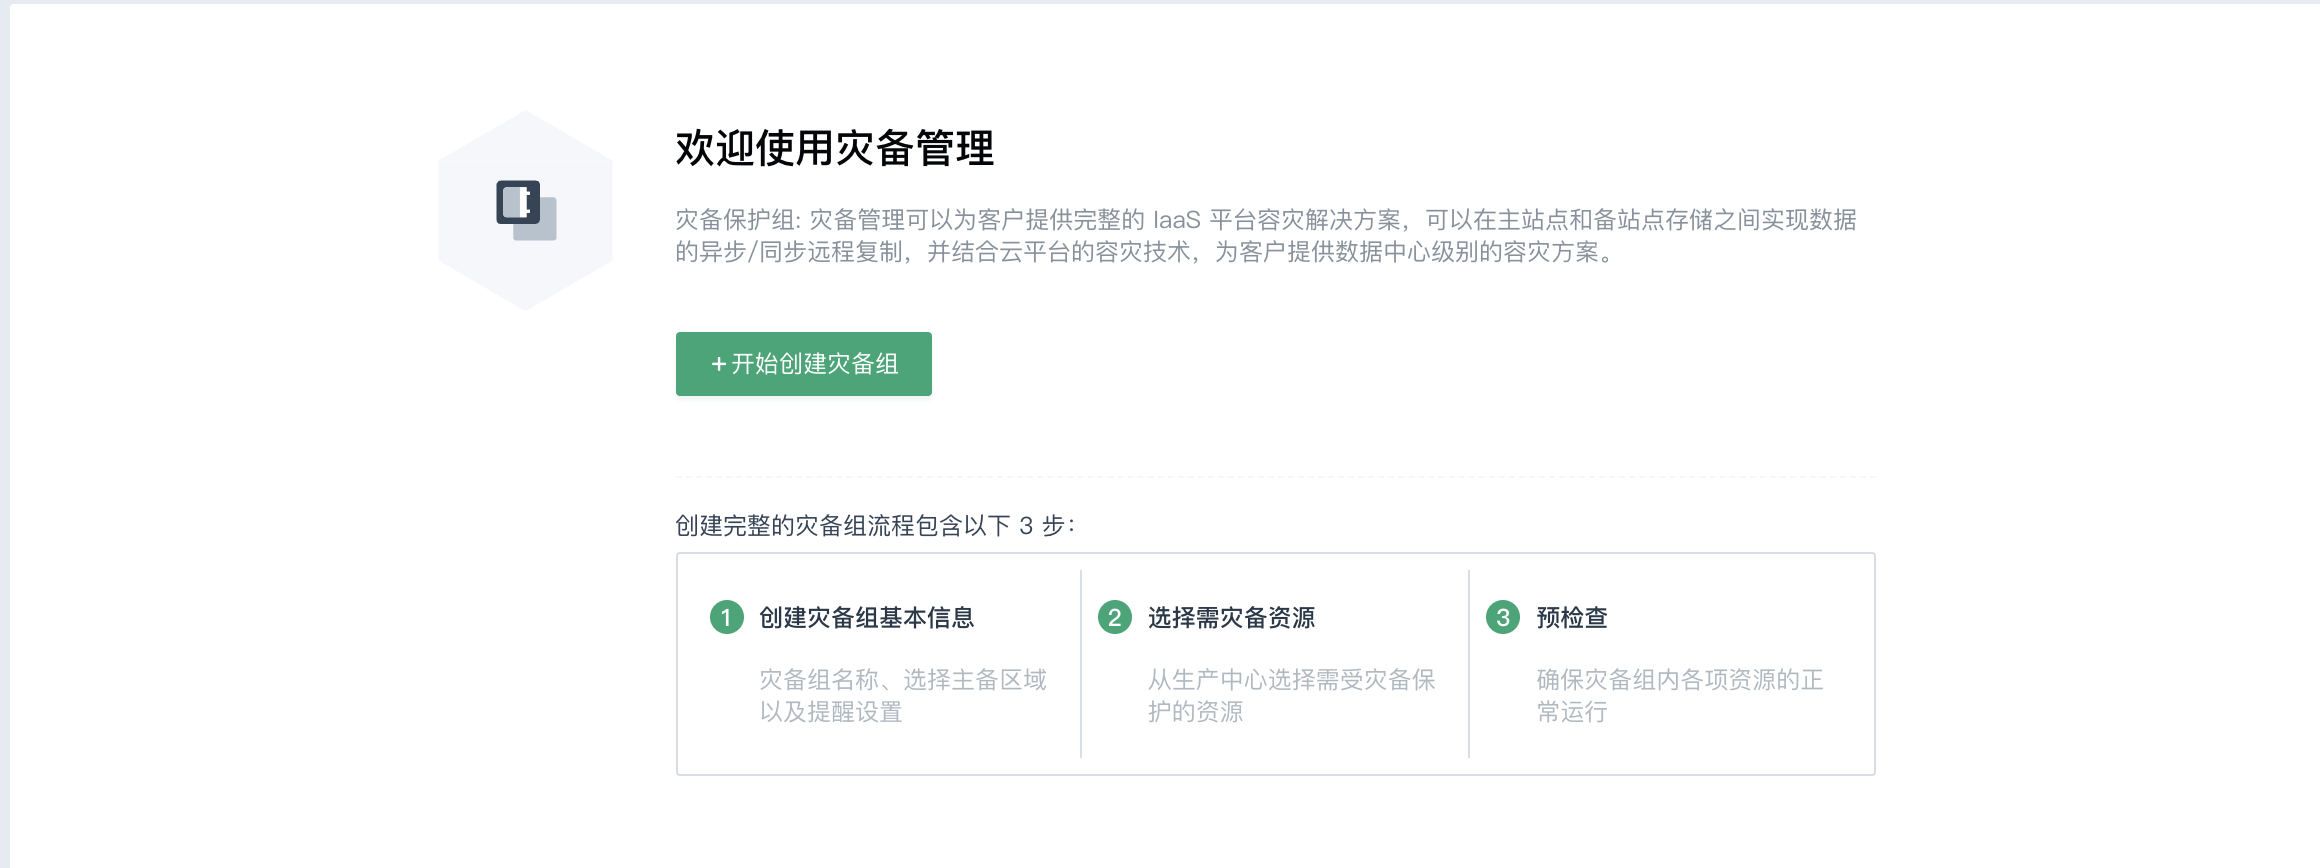 欢迎使用灾备管理
灾备保护组: 灾备管理可以为客户提供完整的 IaaS 平台容灾解决方案，可以在主站点和备站点存储之间实现数据
的异步/同步远程复制，并结合云平台的容灾技术，为客户提供数据中心级别的容灾方案。
+开始创建灾备组
创建完整的灾备组流程包含以下 3 步：
1 创建灾备组基本信息
灾备组名称、选择主备区域
以及提醒设置
2 选择需灾备资源
从生产中心选择需受灾备保
护的资源
3 预检查
确保灾备组内各项资源的正
常运行